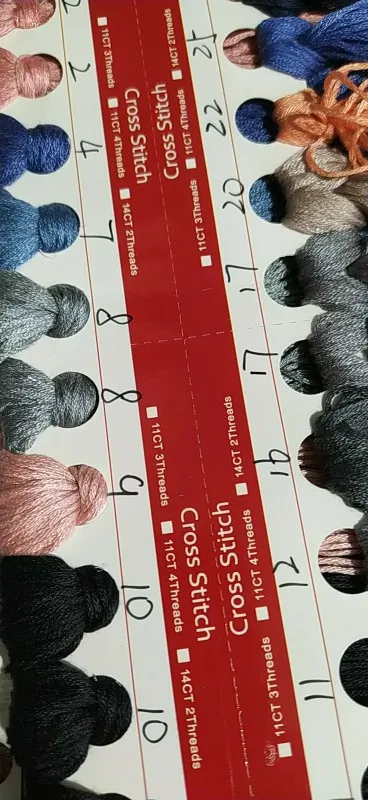 2
2
4
7
8
8
9
10
10
11CT 3Threads
11CT 4Threads
14CT 2Threads
Cross Stitch
11CT 3Threads
11CT 4Threads
14CT 2Threads
Cross Stitch
14CT 2Threads
11CT 4Threads
11CT 3Threads
Cross Stitch
14CT 2Threads
11CT 4Threads
11CT 3Threads
Cross Stitch
25
22
20
17
17
16
12
11